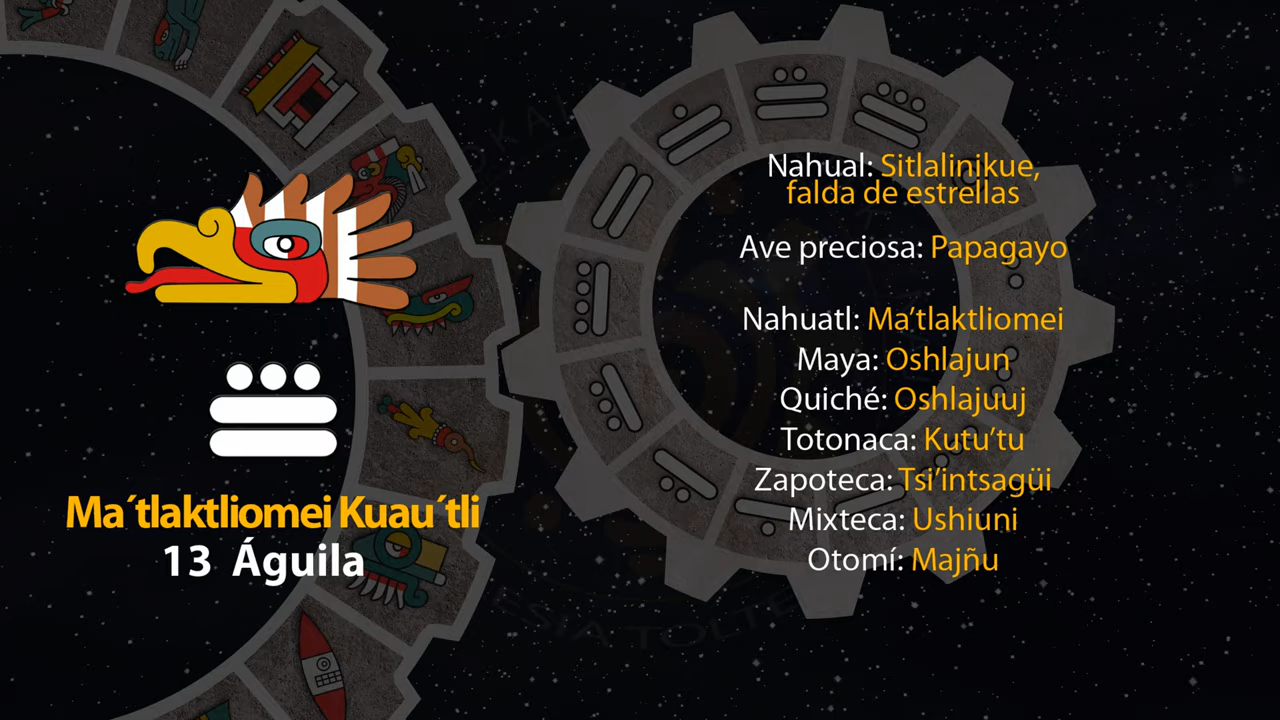 Ma´tlaktliomei Kuau´tli
13 Águila
Nahual: Sitlalinikue,
falda de estrellas
Ave preciosa: Papagayo
Nahuatl: Ma’tlaktliomei
Maya: Oshlajun
Quiché: Oshlajuuj
Totonaca: Kutu’tu
Zapoteca: Tsi’intsagüi
Mixteca: Ushiuni
Otomí: Majñu